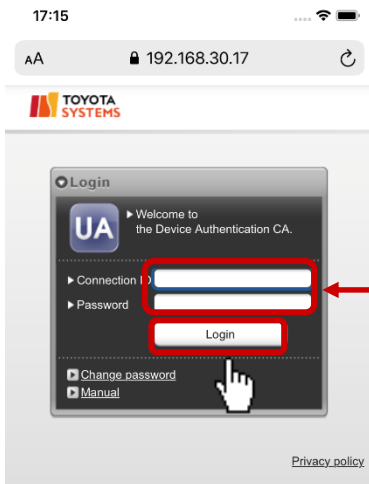 17:15
AA 192.168.30.17
TOYOTA
SYSTEMS
Login
UA
Welcome to
the Device Authentication CA.
Connection ID
Password
Login
Change password
Manual
Privacy policy